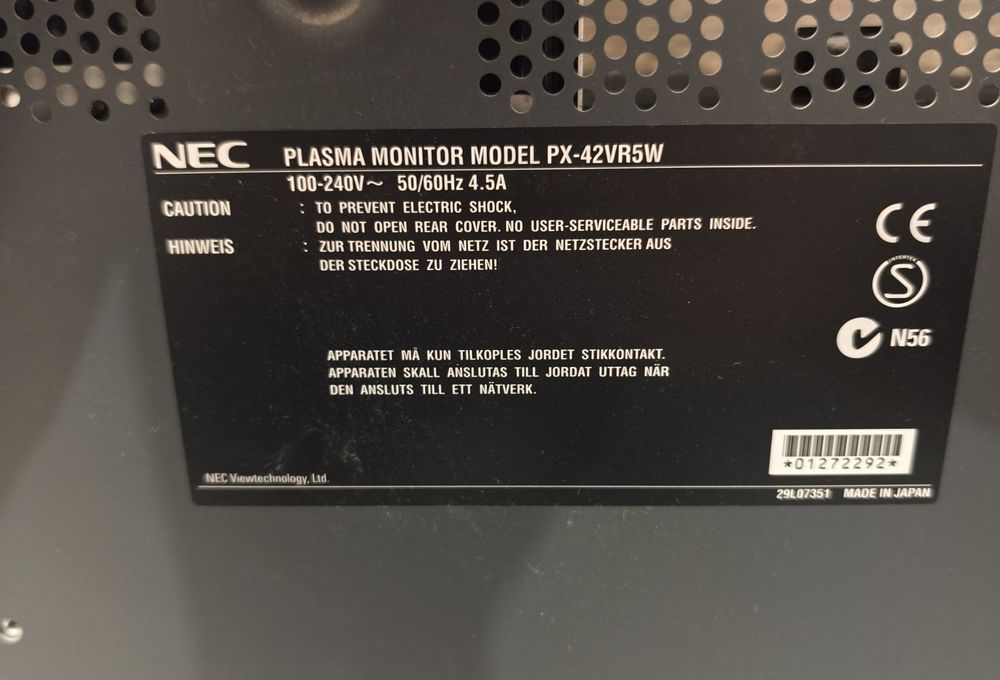 NEC PLASMA MONITOR MODEL PX-42VR5W
100-240V~ 50/60Hz 4.5A
CAUTION : TO PREVENT ELECTRIC SHOCK,
DO NOT OPEN REAR COVER. NO USER-SERVICEABLE PARTS INSIDE.
HINWEIS : ZUR TRENNUNG VOM NETZ IST DER NETZSTECKER AUS
DER STECKDOSE ZU ZIEHEN!
CE
INTERTEK
S
N56
APPARATET MÅ KUN TILKOPLES JORDET STIKKONTAKT.
APPARATEN SKALL ANSLUTAS TILL JORDAT UTTAG NÄR
DEN ANSLUTS TILL ETT NÄTVERK.
*01272292*
NEC Viewtechnology, Ltd.
29L07351 MADE IN JAPAN